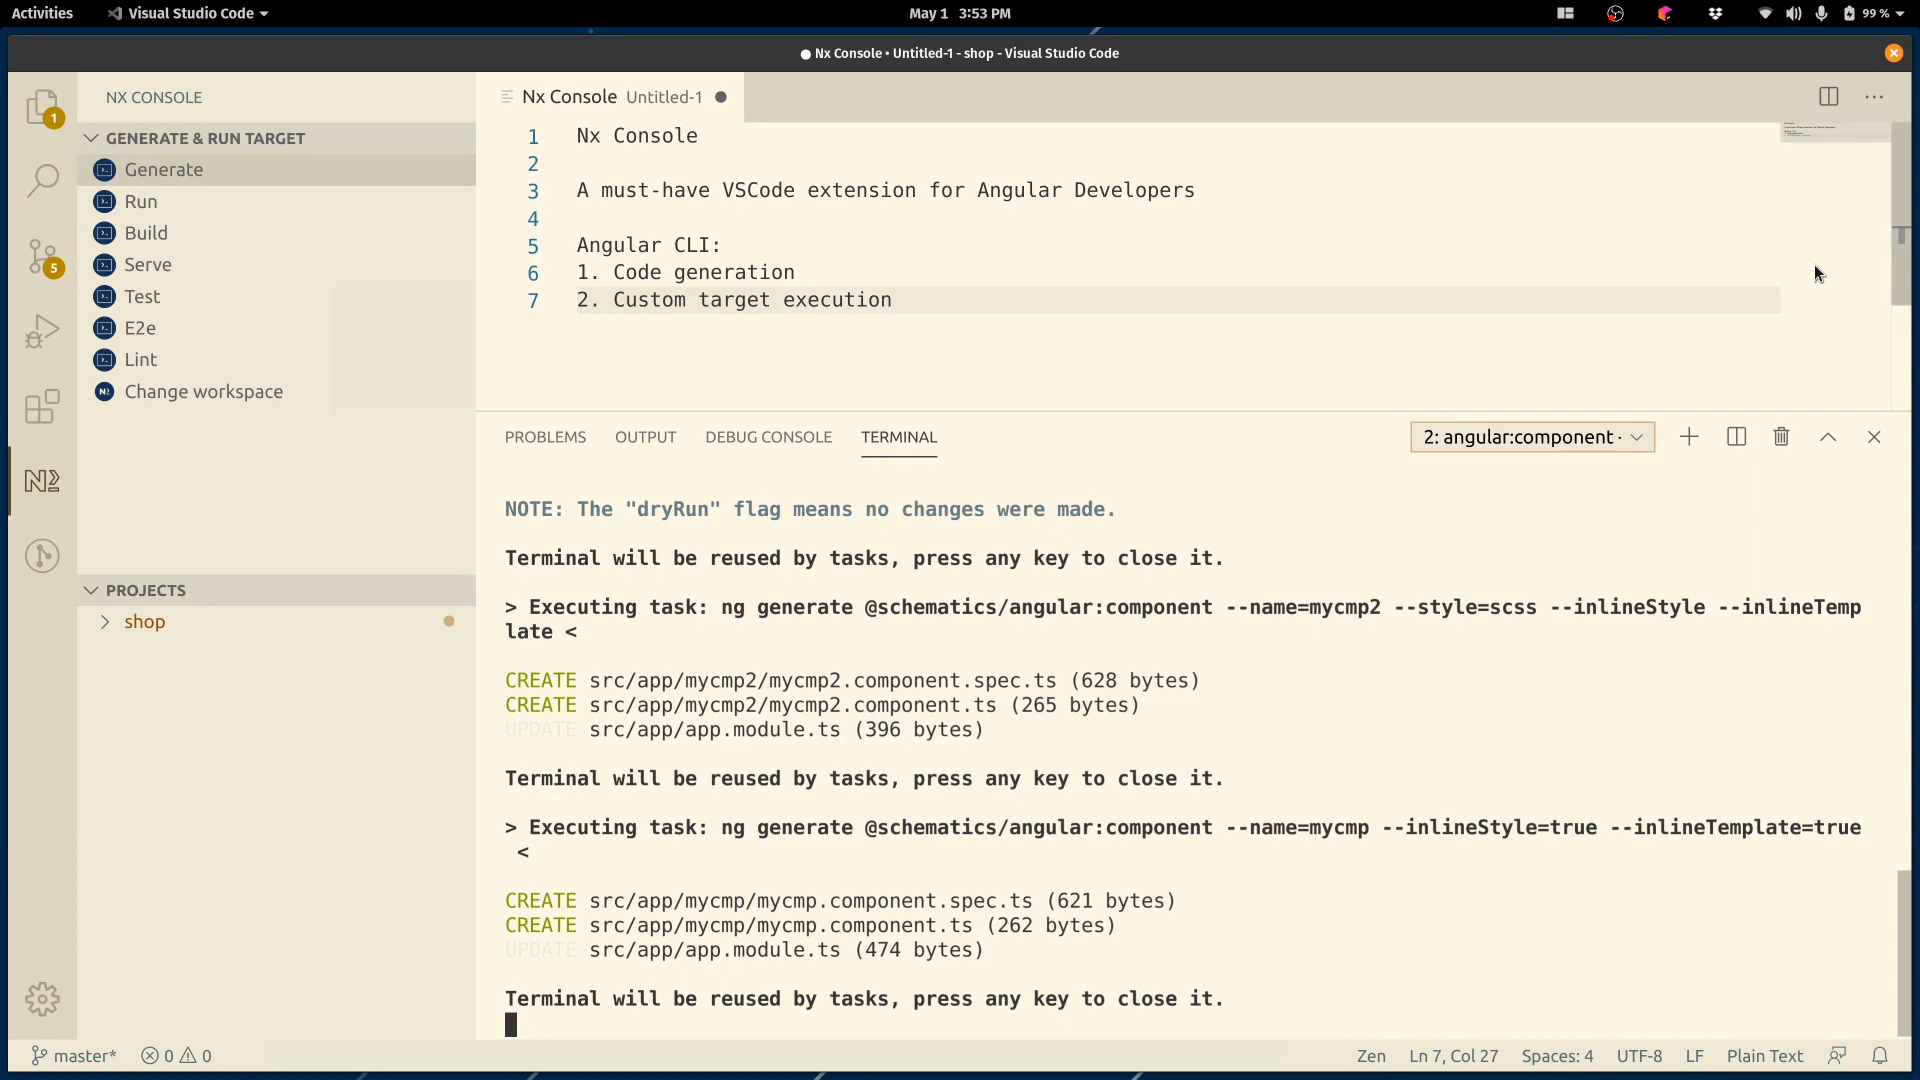 Activities
Visual Studio Code
May 1 3:53 PM
99 %
● Nx Console • Untitled-1 - shop - Visual Studio Code
NX CONSOLE
GENERATE & RUN TARGET
Generate
Run
Build
Serve
Test
E2e
Lint
Change workspace
PROJECTS
shop
1
5
Nx Console Untitled-1
1 Nx Console
2
3 A must-have VSCode extension for Angular Developers
4
5 Angular CLI:
6 1. Code generation
7 2. Custom target execution
PROBLEMS OUTPUT DEBUG CONSOLE TERMINAL
2: angular:component ·
NOTE: The "dryRun" flag means no changes were made.
Terminal will be reused by tasks, press any key to close it.
> Executing task: ng generate @schematics/angular:component --name=mycmp2 --style=scss --inlineStyle --inlineTemp
late <
CREATE src/app/mycmp2/mycmp2.component.spec.ts (628 bytes)
CREATE src/app/mycmp2/mycmp2.component.ts (265 bytes)
UPDATE src/app/app.module.ts (396 bytes)
Terminal will be reused by tasks, press any key to close it.
> Executing task: ng generate @schematics/angular:component --name=mycmp --inlineStyle=true --inlineTemplate=true
<
CREATE src/app/mycmp/mycmp.component.spec.ts (621 bytes)
CREATE src/app/mycmp/mycmp.component.ts (262 bytes)
UPDATE src/app/app.module.ts (474 bytes)
Terminal will be reused by tasks, press any key to close it.
master* 0 0
Zen Ln 7, Col 27 Spaces: 4 UTF-8 LF Plain Text